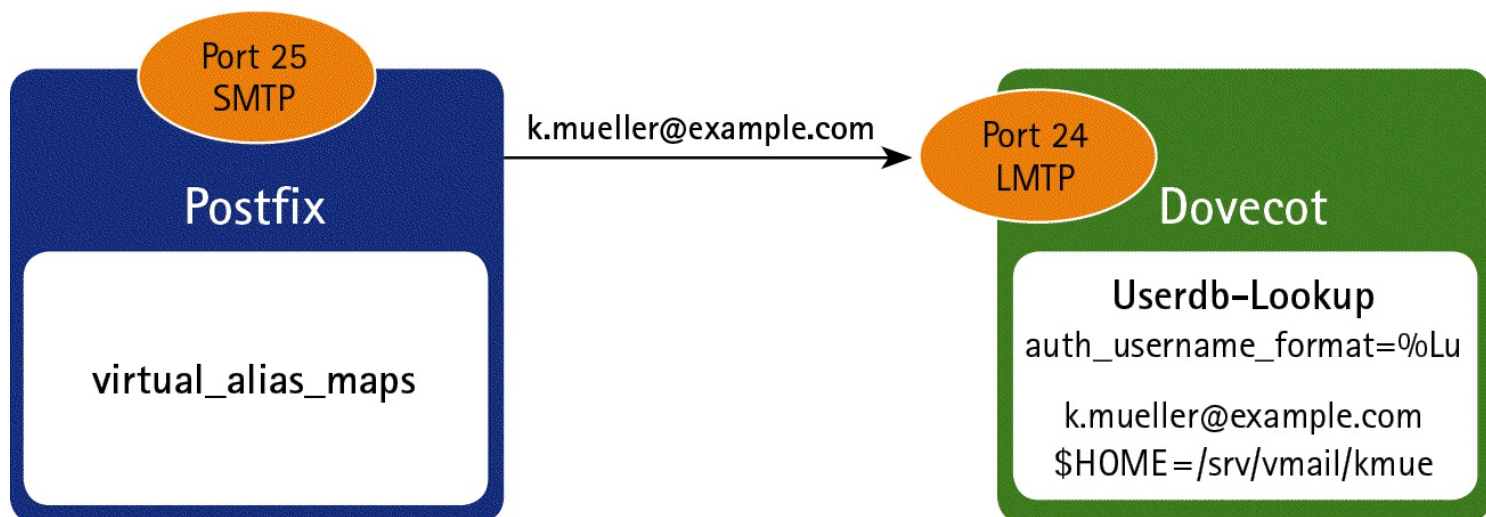 Port 25
SMTP
Postfix
virtual_alias_maps
k.mueller@example.com
Port 24
LMTP
Dovecot
Userdb-Lookup
auth_username_format=%Lu
k.mueller@example.com
$HOME=/srv/vmail/kmue